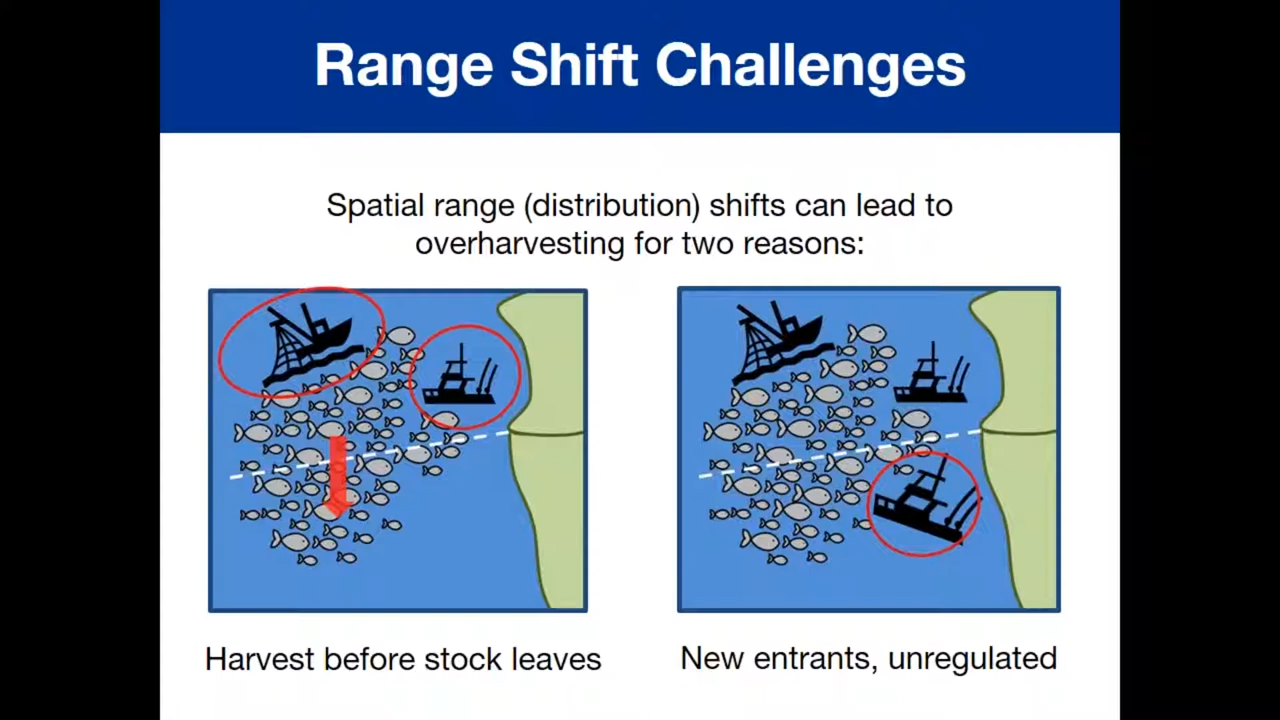 Range Shift Challenges
Spatial range (distribution) shifts can lead to
overharvesting for two reasons:
Harvest before stock leaves
New entrants, unregulated